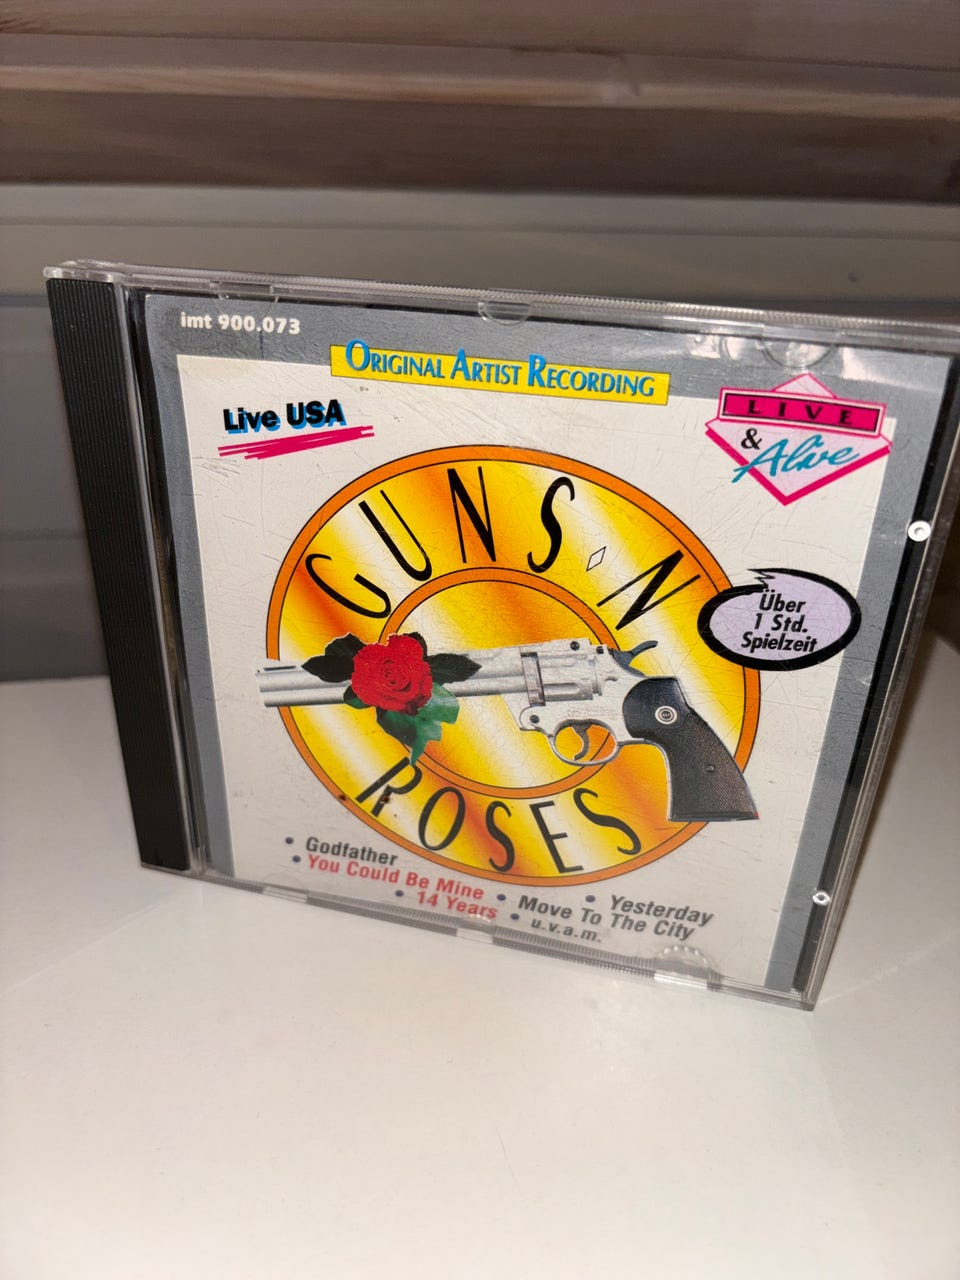 imt 900.073
ORIGINAL ARTIST RECORDING
Live USA
LIVE
& Alive
GUNS N
ROSES
Über
1 Std.
Spielzeit
• Godfather
• You Could Be Mine
• Yesterday
• 14 Years
• Move To The City
• u.v.a.m.